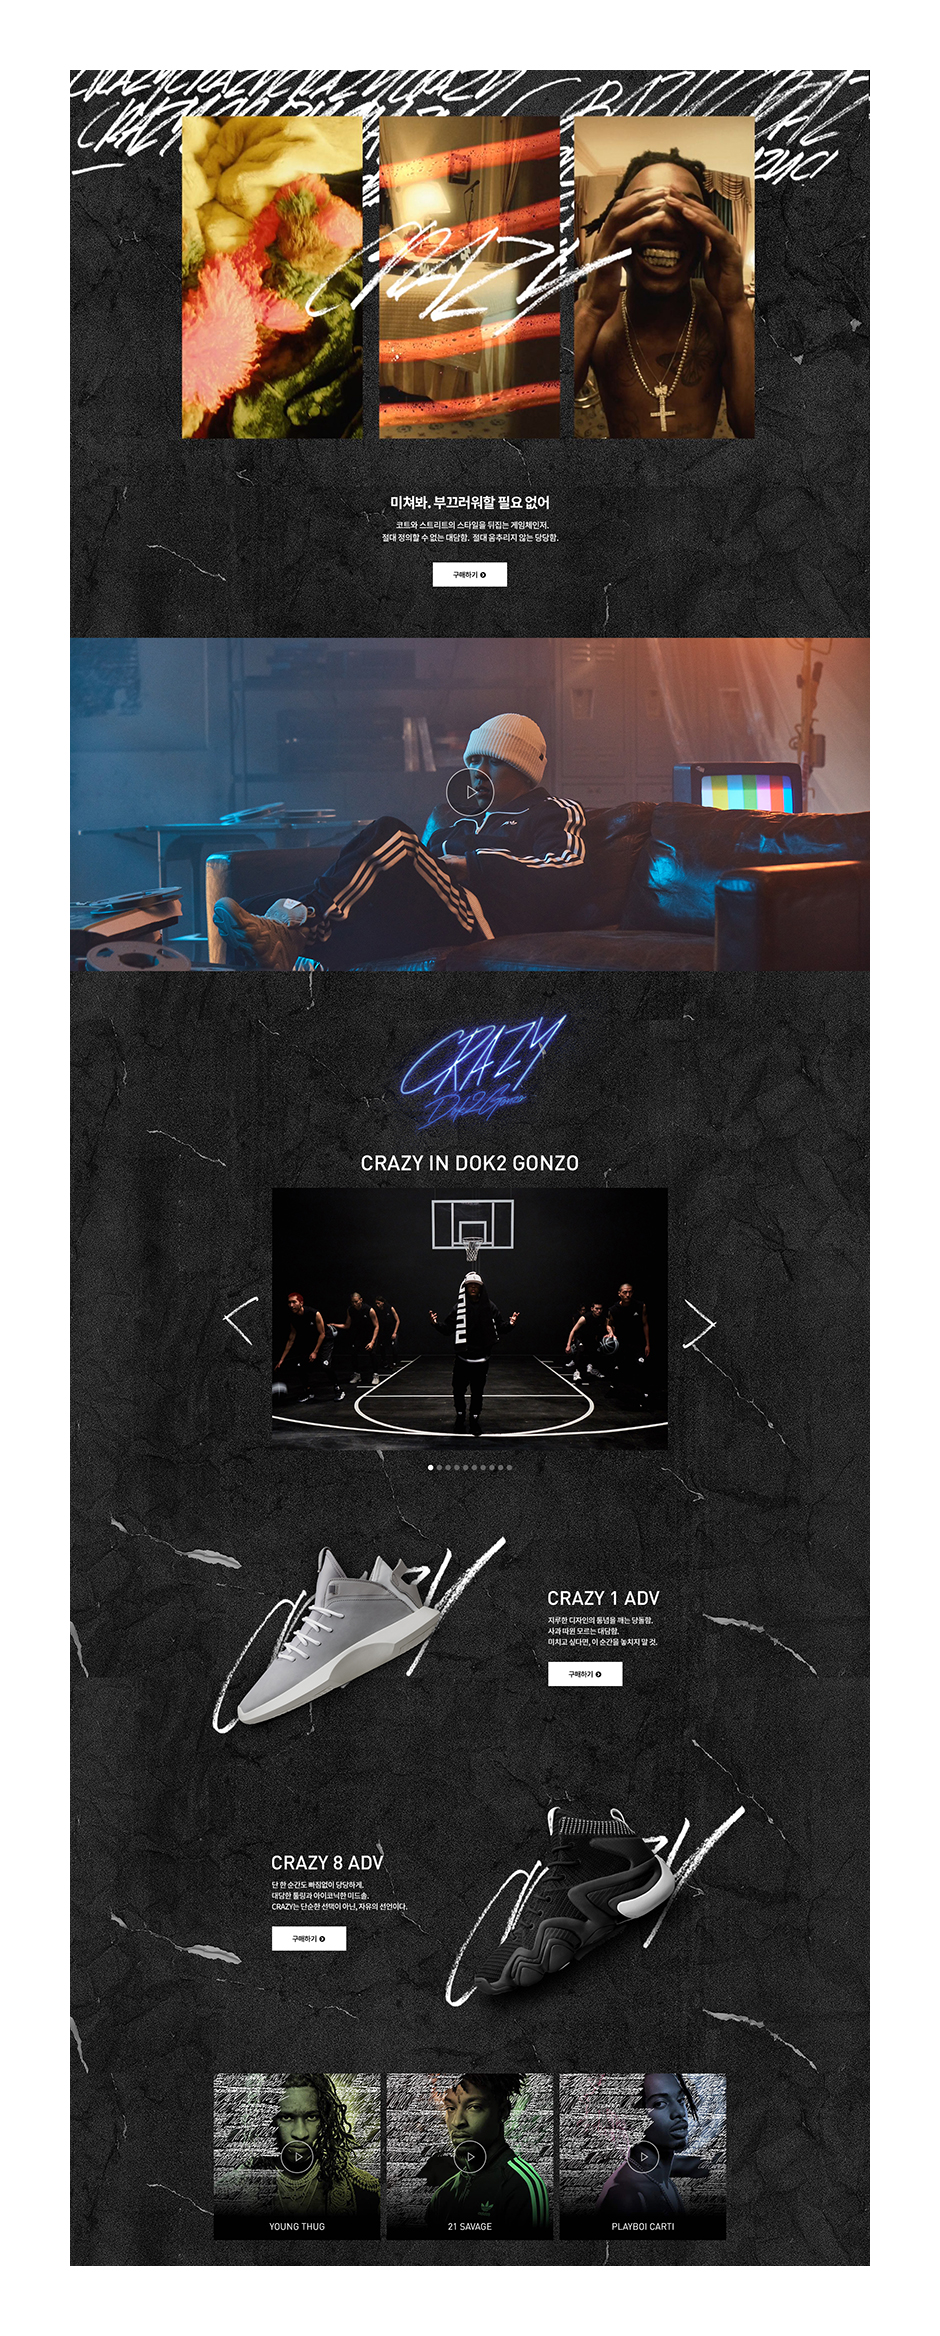 CRAZY CRAZY CRAZY CRAZY
CRAZY
미쳐봐. 부끄러워할 필요 없어
코트와 스트리트의 스타일을 뒤집는 게임체인저.
절대 정의할 수 없는 대담함. 절대 움추리지 않는 당당함.
구매하기
CRAZY
Dok2 Gonzo
CRAZY IN DOK2 GONZO
CRAZY 1 ADV
지루한 디자인의 통념을 깨는 당돌함.
사과 따윈 모르는 대담함.
미치고 싶다면, 이 순간을 놓치지 말 것.
구매하기
CRAZY 8 ADV
단 한 순간도 빠짐없이 당당하게.
대담한 툴링과 아이코닉한 미드솔.
CRAZY는 단순한 선택이 아닌, 자유의 선언이다.
구매하기
YOUNG THUG
21 SAVAGE
PLAYBOI CARTI